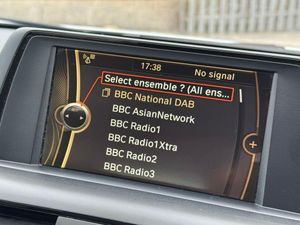 17:38
No signal
Select ensemble ? (All ens...
BBC National DAB
BBC AsianNetwork
BBC Radio1
BBC Radio1Xtra
BBC Radio2
BBC Radio3